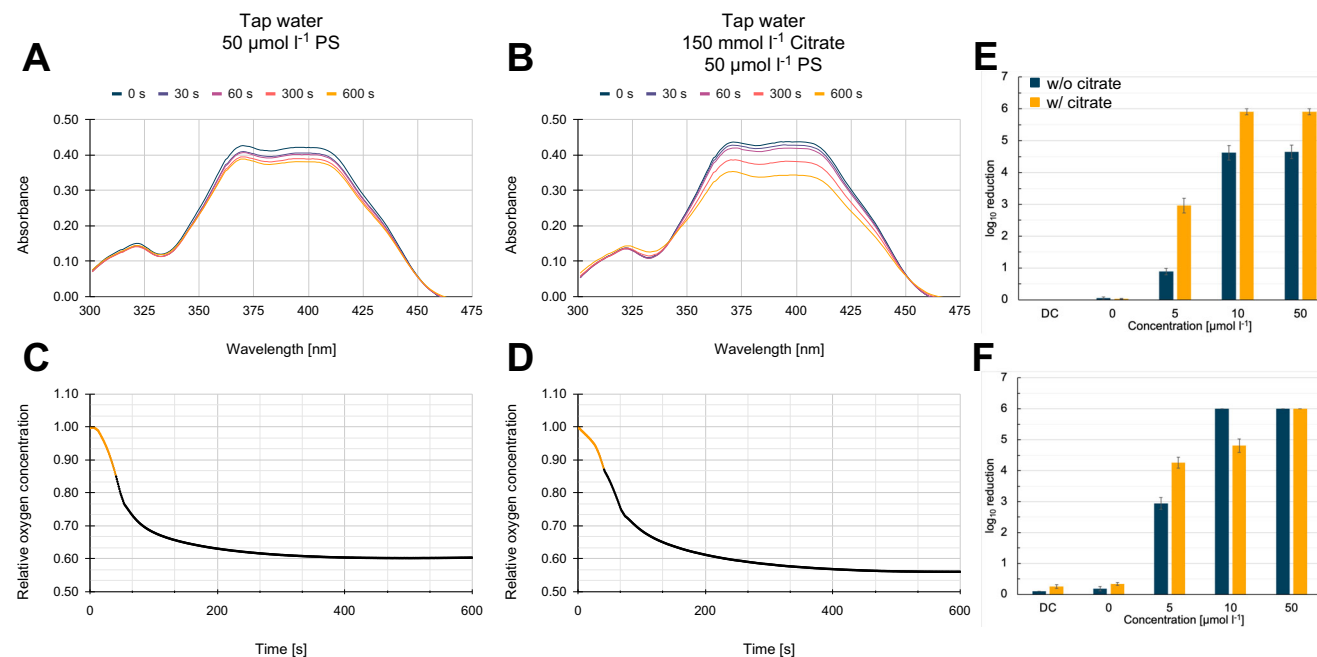 Tap water
50 µmol l⁻¹ PS
Tap water
150 mmol l⁻¹ Citrate
50 µmol l⁻¹ PS
A
0 s 30 s 60 s 300 s 600 s
0.50
0.40
0.30
0.20
0.10
0.00
Absorbance
300 325 350 375 400 425 450 475
Wavelength [nm]
B
0 s 30 s 60 s 300 s 600 s
0.50
0.40
0.30
0.20
0.10
0.00
Absorbance
300 325 350 375 400 425 450 475
Wavelength [nm]
E
w/o citrate
w/ citrate
7
6
5
4
3
2
1
0
log₁₀ reduction
DC 0 5 10 50
Concentration [µmol l⁻¹]
C
1.10
1.00
0.90
0.80
0.70
0.60
0.50
Relative oxygen concentration
0 200 400 600
Time [s]
D
1.10
1.00
0.90
0.80
0.70
0.60
0.50
Relative oxygen concentration
0 200 400 600
Time [s]
F
7
6
5
4
3
2
1
0
log₁₀ reduction
DC 0 5 10 50
Concentration [µmol l⁻¹]